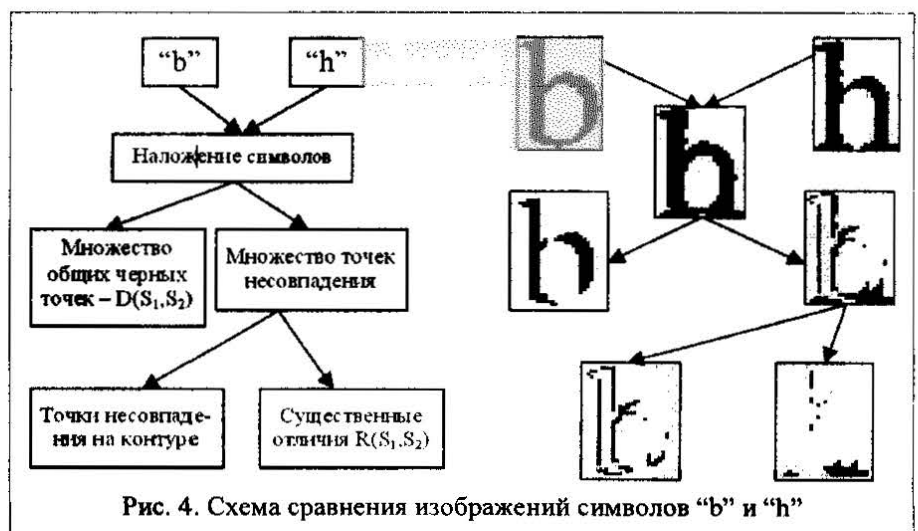 “b”
“h”
Наложение символов
Множество
общих черных
точек – D(S₁,S₂)
Множество точек
несовпадения
Точки несовпаде-
ния на контуре
Существенные
отличия R(S₁,S₂)
b
h
Рис. 4. Схема сравнения изображений символов “b” и “h”